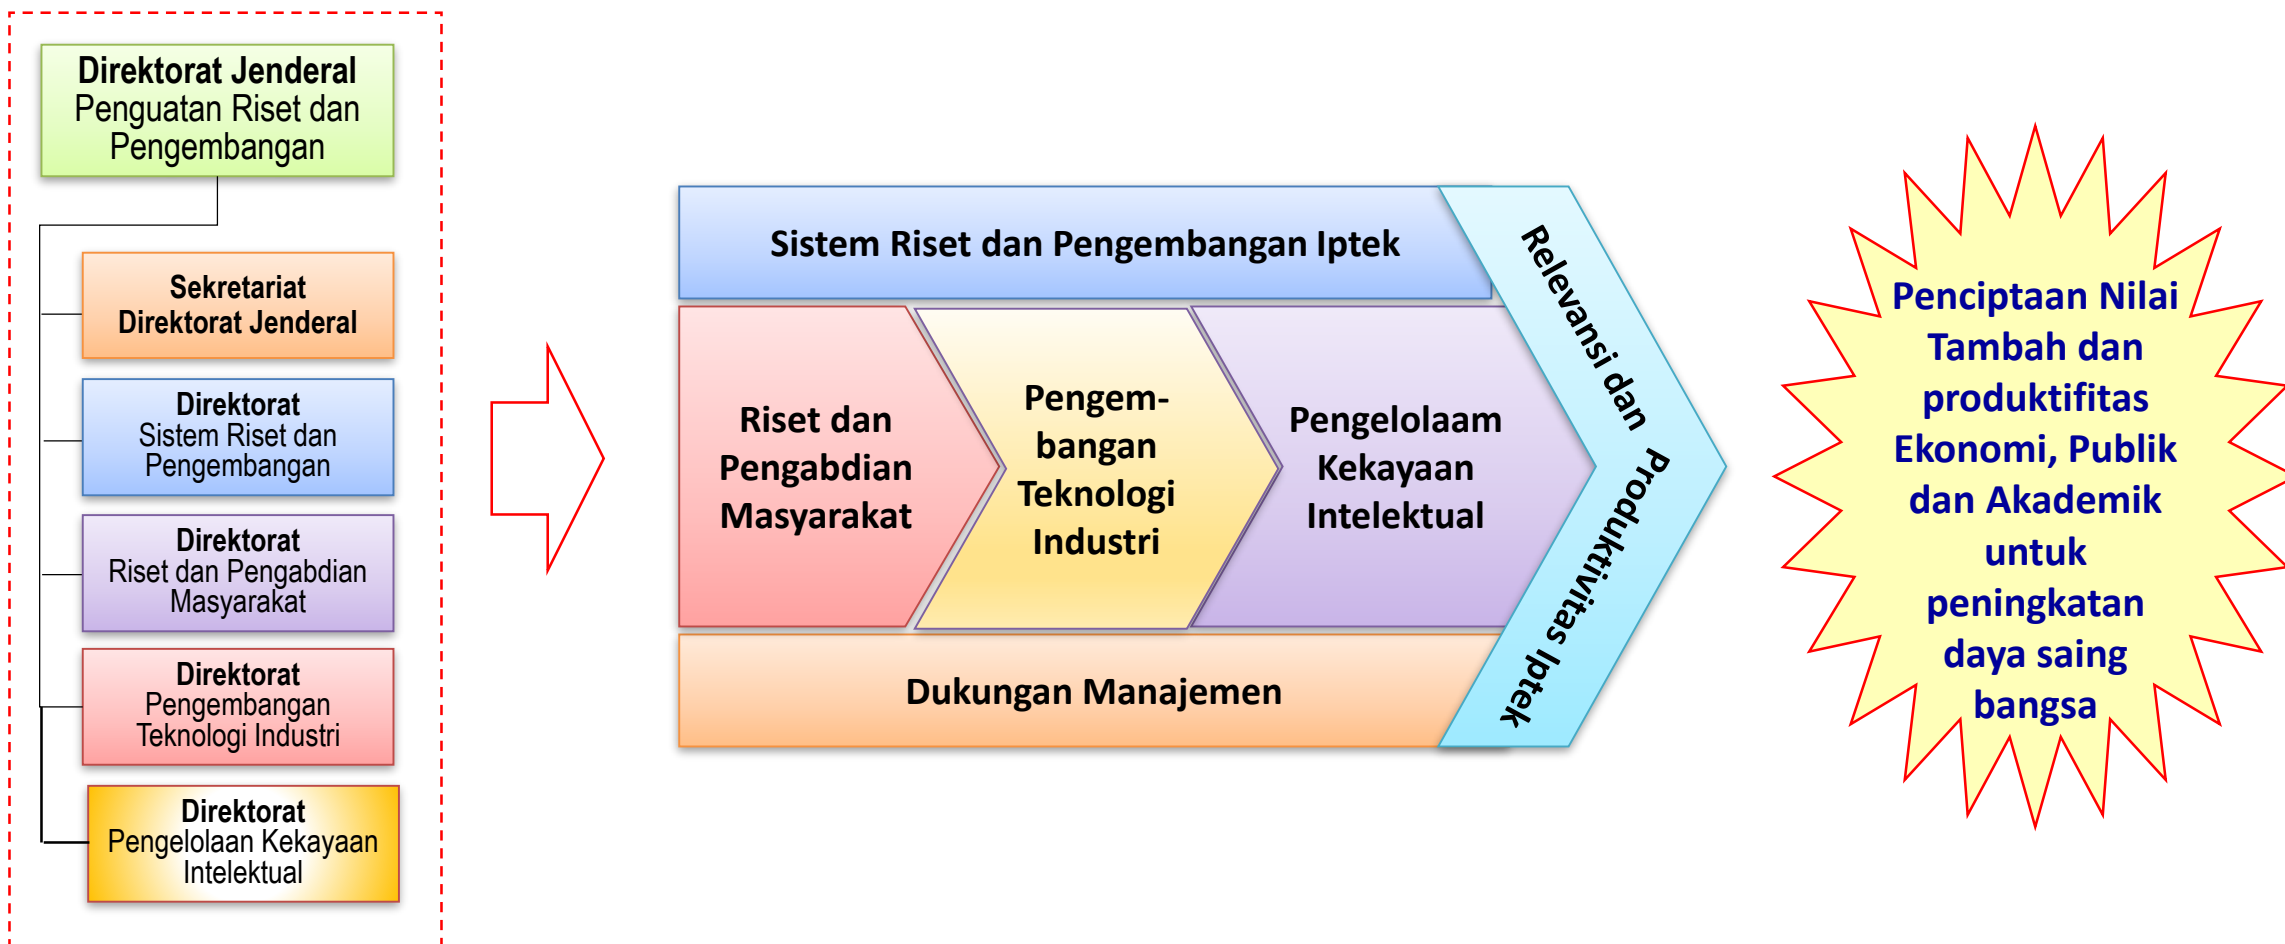 Direktorat Jenderal
Penguatan Riset dan
Pengembangan
Sekretariat
Direktorat Jenderal
Direktorat
Sistem Riset dan
Pengembangan
Direktorat
Riset dan Pengabdian
Masyarakat
Direktorat
Pengembangan
Teknologi Industri
Direktorat
Pengelolaan Kekayaan
Intelektual
Sistem Riset dan Pengembangan Iptek
Riset dan
Pengabdian
Masyarakat
Pengem-
bangan
Teknologi
Industri
Pengelolaam
Kekayaan
Intelektual
Dukungan Manajemen
Relevansi dan
Produktivitas Iptek
Penciptaan Nilai
Tambah dan
produktifitas
Ekonomi, Publik
dan Akademik
untuk
peningkatan
daya saing
bangsa